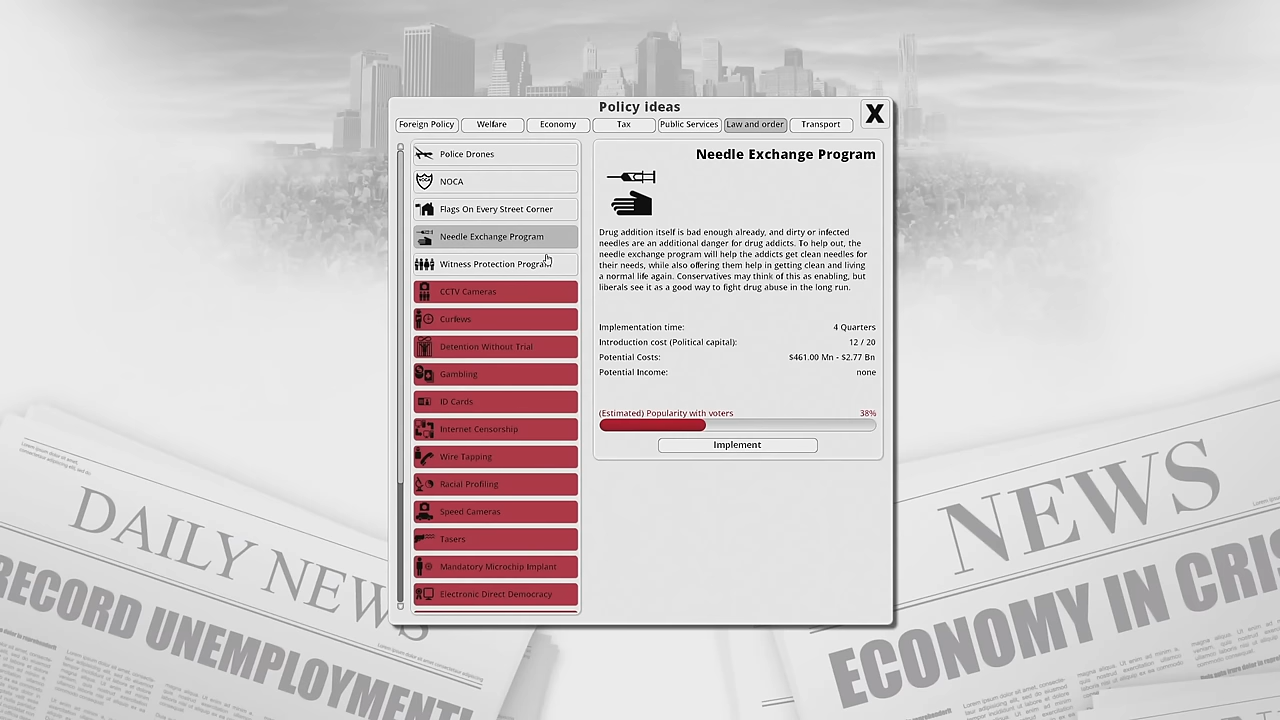 Policy ideas
X
Foreign Policy
Welfare
Economy
Tax
Public Services
Law and order
Transport
Police Drones
NOCA
Flags On Every Street Corner
Needle Exchange Program
Witness Protection Program
CCTV Cameras
Curfews
Detention Without Trial
Gambling
ID Cards
Internet Censorship
Wire Tapping
Racial Profiling
Speed Cameras
Tasers
Mandatory Microchip Implant
Electronic Direct Democracy
Needle Exchange Program
Drug addition itself is bad enough already, and dirty or infected
needles are an additional danger for drug addicts. To help out, the
needle exchange program will help the addicts get clean needles for
their needs, while also offering them help in getting clean and living
a normal life again. Conservatives may think of this as enabling, but
liberals see it as a good way to fight drug abuse in the long run.
Implementation time: 4 Quarters
Introduction cost (Political capital): 12 / 20
Potential Costs: $461.00 Mn - $2.77 Bn
Potential Income: none
(Estimated) Popularity with voters 38%
Implement
DAILY NEWS
RECORD UNEMPLOYMENT
NEWS
ECONOMY IN CRIS